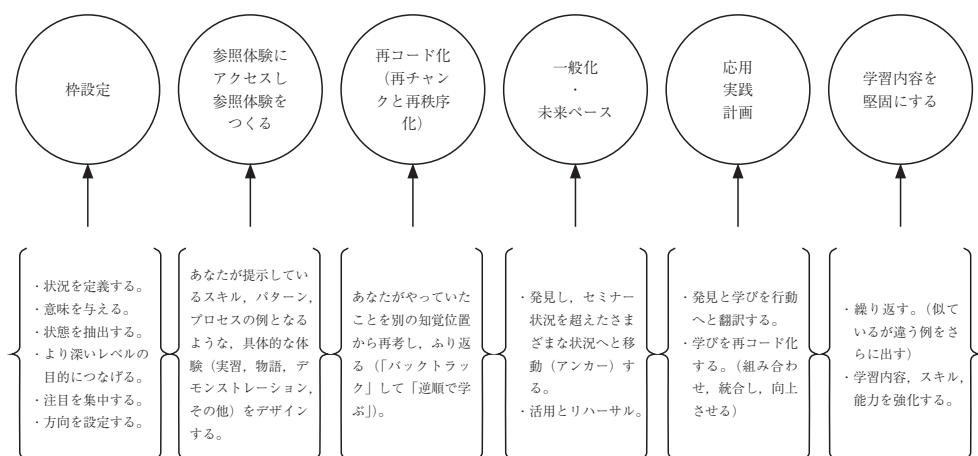 枠設定
参照体験に
アクセスし
参照体験を
つくる
再コード化
（再チャン
クと再秩序
化）
一般化
・
未来ペース
応用
実践
計画
学習内容を
堅固にする
・状況を定義する。
・意味を与える。
・状態を抽出する。
・より深いレベルの
目的につなげる。
・注目を集中する。
・方向を設定する。
あなたが提示してい
るスキル，パターン，
プロセスの例となる
ような，具体的な体
験（実習，物語，デ
モンストレーション，
その他）をデザイン
する。
あなたがやっていた
ことを別の知覚位置
から再考し，ふり返
る（「バックトラッ
ク」して「逆順で学
ぶ」）。
・発見し，セミナー
状況を超えたさま
ざまな状況へと移
動（アンカー）す
る。
・活用とリハーサル。
・発見と学びを行動
へと翻訳する。
・学びを再コード化
する。（組み合わ
せ，統合し，向上
させる）
・繰り返す。（似て
いるが違う例をさ
らに出す）
・学習内容，スキル，
能力を強化する。